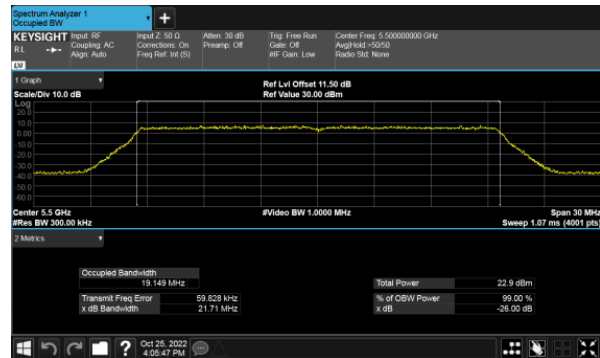 Spectrum Analyzer 1
Occupied BW
KEYSIGHT Input: RF Input Z: 50 Ω Atten: 30 dB Trig: Free Run Center Freq: 5.500000000 GHz
RL Coupling: AC Corrections: On Preamp: Off Gate: Off Avg|Hold >50/50
Align: Auto Freq Ref: Int (S) #IF Gain: Low Radio Std: None
LXI
1 Graph
Ref Lvl Offset 11.50 dB
Scale/Div 10.0 dB Ref Value 30.00 dBm
Log
20.0
10.0
0.00
-10.0
-20.0
-30.0
-40.0
-50.0
-60.0
Center 5.5 GHz #Video BW 1.0000 MHz Span 30 MHz
#Res BW 300.00 kHz Sweep 1.07 ms (4001 pts)
2 Metrics
Occupied Bandwidth
19.149 MHz Total Power 22.9 dBm
Transmit Freq Error 59.828 kHz % of OBW Power 99.00 %
x dB Bandwidth 21.71 MHz x dB -26.00 dB
? Oct 25, 2022
4:05:47 PM